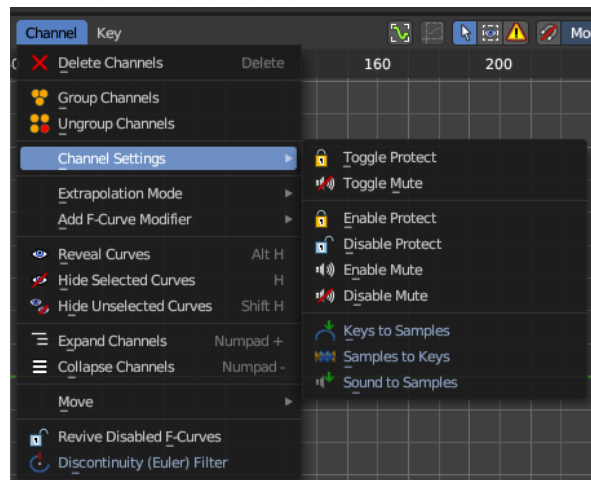 Channel Key Mo
Delete Channels Delete 160 200
Group Channels
Ungroup Channels
Channel Settings Toggle Protect
Toggle Mute
Extrapolation Mode
Add F-Curve Modifier Enable Protect
Disable Protect
Reveal Curves Alt H Enable Mute
Hide Selected Curves H
Hide Unselected Curves Shift H Disable Mute
Expand Channels Numpad + Keys to Samples
Collapse Channels Numpad - Samples to Keys
Sound to Samples
Move
Revive Disabled F-Curves
Discontinuity (Euler) Filter